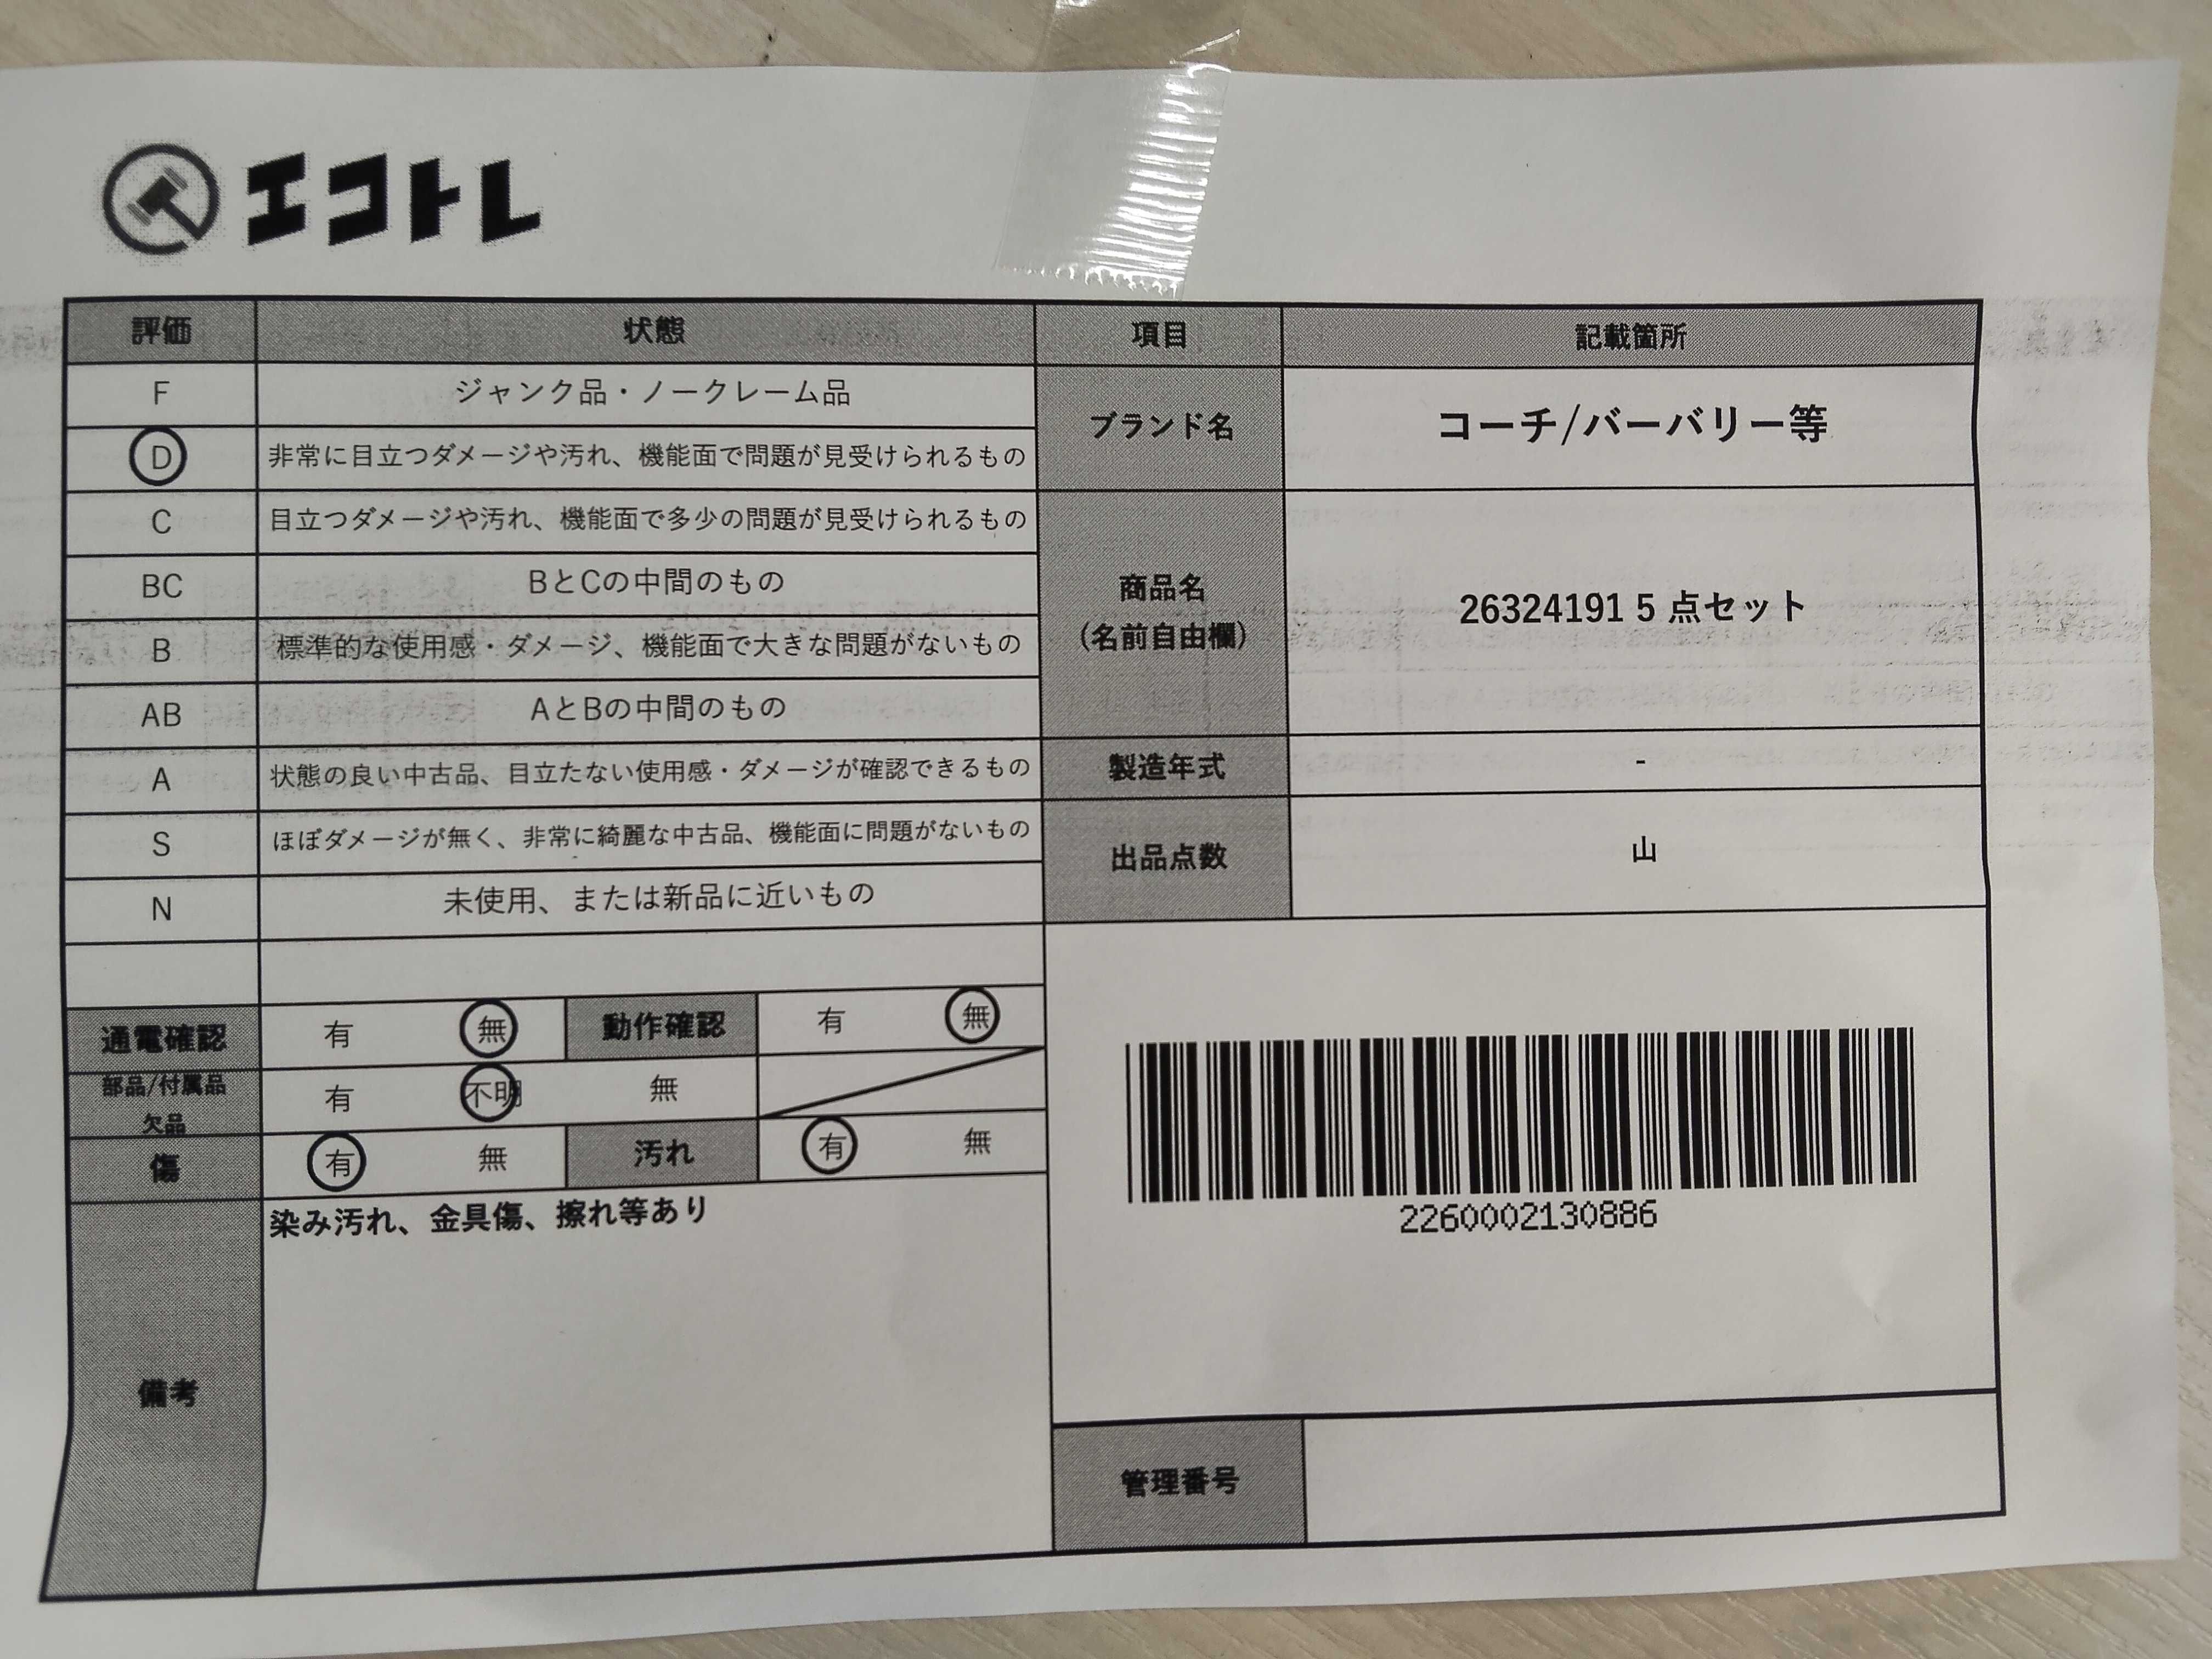 エコトレ
評価 状態 項目 記載箇所
F ジャンク品・ノークレーム品
D 非常に目立つダメージや汚れ、機能面で問題が見受けられるもの
C 目立つダメージや汚れ、機能面で多少の問題が見受けられるもの
BC BとCの中間のもの
B 標準的な使用感・ダメージ、機能面で大きな問題がないもの
AB AとBの中間のもの
A 状態の良い中古品、目立たない使用感・ダメージが確認できるもの
S ほぼダメージが無く、非常に綺麗な中古品、機能面に問題がないもの
N 未使用、または新品に近いもの
ブランド名 コーチ/バーバリー等
商品名
(名前自由欄)
26324191 5 点セット
製造年式 -
出品点数 山
通電確認 有 無 動作確認 有 無
部品/付属品
欠品
有 不明 無
傷 有 無 汚れ 有 無
備考
染み汚れ、金具傷、擦れ等あり
2260002130886
管理番号